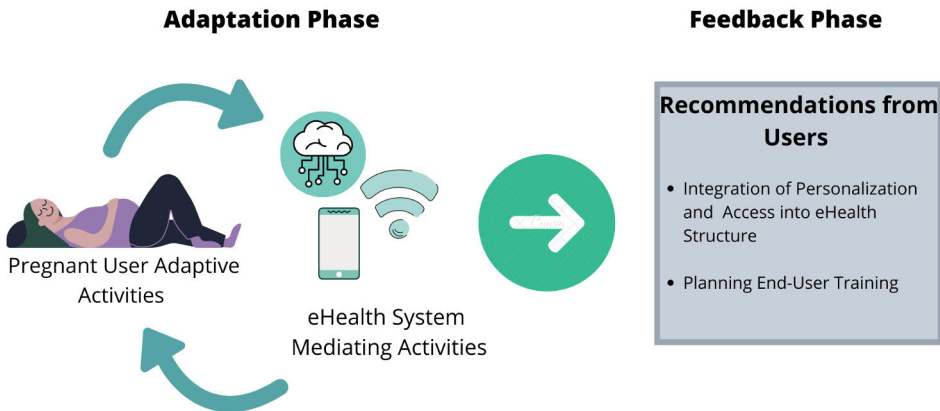 Adaptation Phase
Feedback Phase
Pregnant User Adaptive
Activities
eHealth System
Mediating Activities
Recommendations from
Users
• Integration of Personalization
and Access into eHealth
Structure
• Planning End-User Training